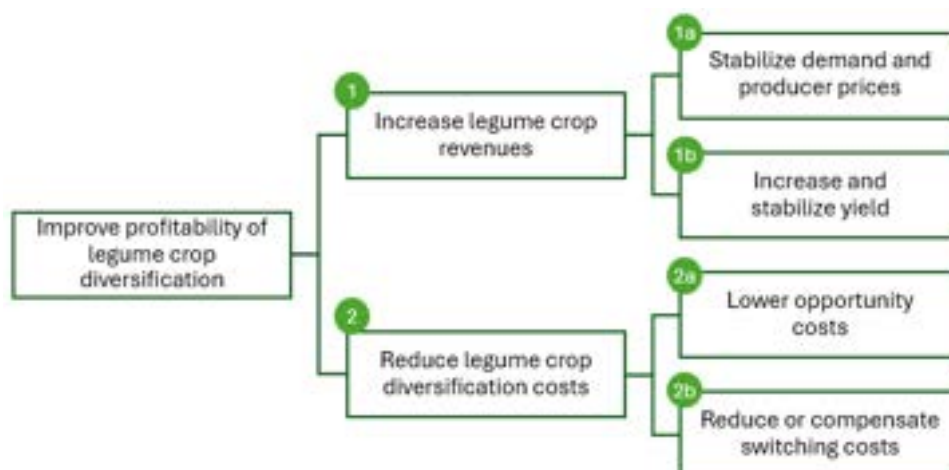 Improve profitability of
legume crop
diversification
1
Increase legume crop
revenues
1a
Stabilize demand and
producer prices
1b
Increase and
stabilize yield
2
Reduce legume crop
diversification costs
2a
Lower opportunity
costs
2b
Reduce or compensate
switching costs